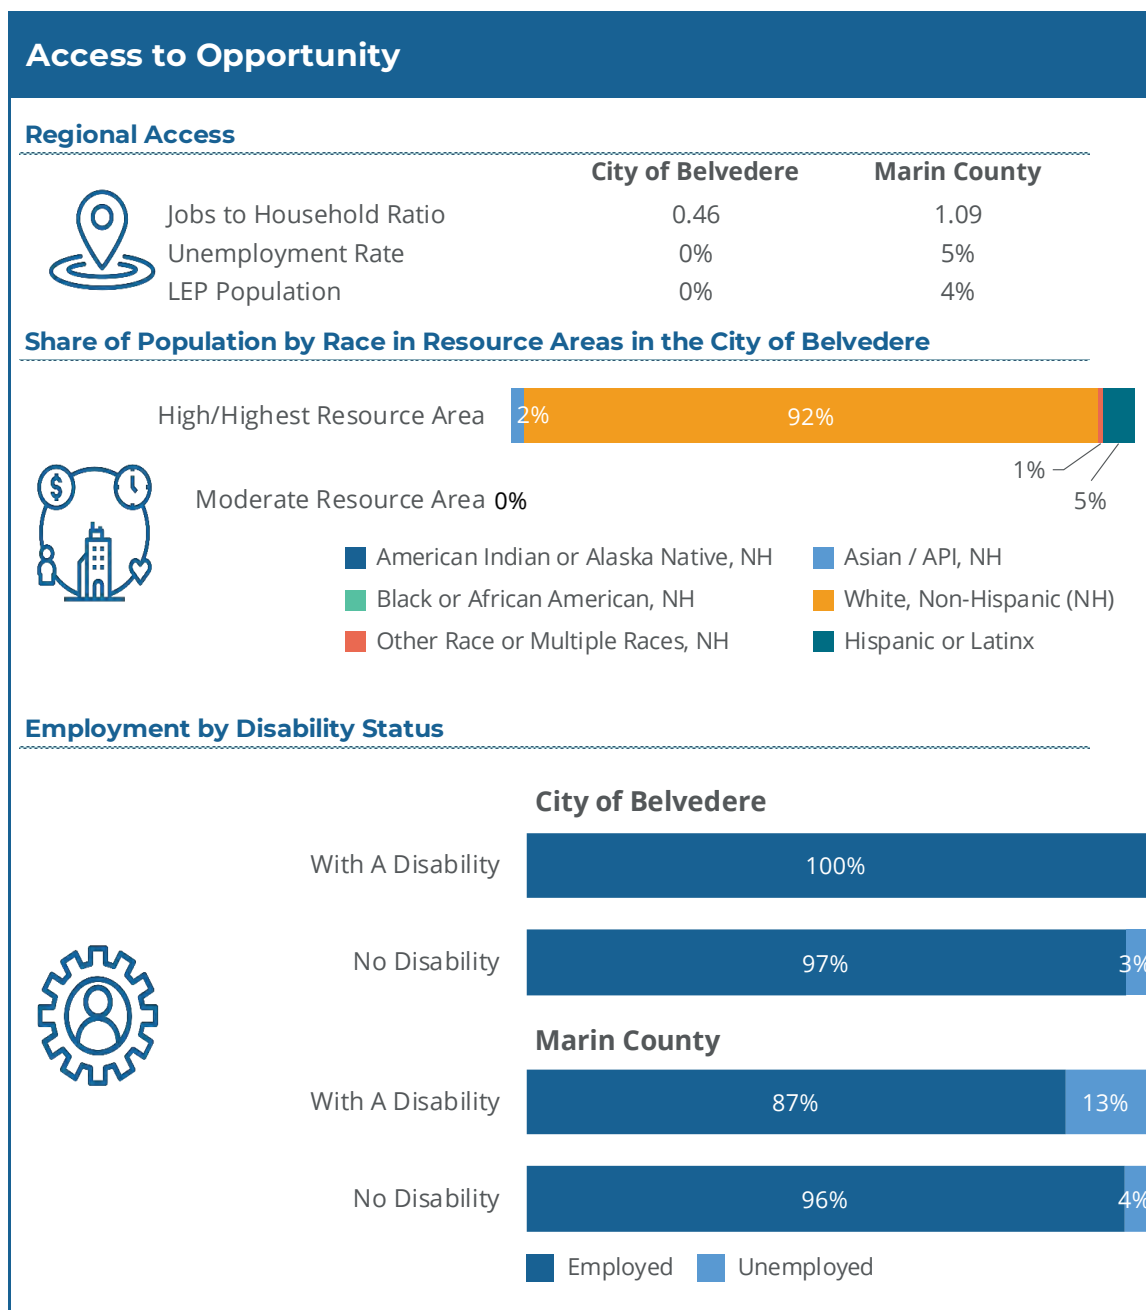 Access to Opportunity
Regional Access
City of Belvedere Marin County
Jobs to Household Ratio 0.46 1.09
Unemployment Rate 0% 5%
LEP Population 0% 4%
Share of Population by Race in Resource Areas in the City of Belvedere
High/Highest Resource Area 2% 92%
1%
5%
Moderate Resource Area 0%
American Indian or Alaska Native, NH Asian / API, NH
Black or African American, NH White, Non-Hispanic (NH)
Other Race or Multiple Races, NH Hispanic or Latinx
Employment by Disability Status
City of Belvedere
With A Disability 100%
No Disability 97% 3%
Marin County
With A Disability 87% 13%
No Disability 96% 4%
Employed Unemployed